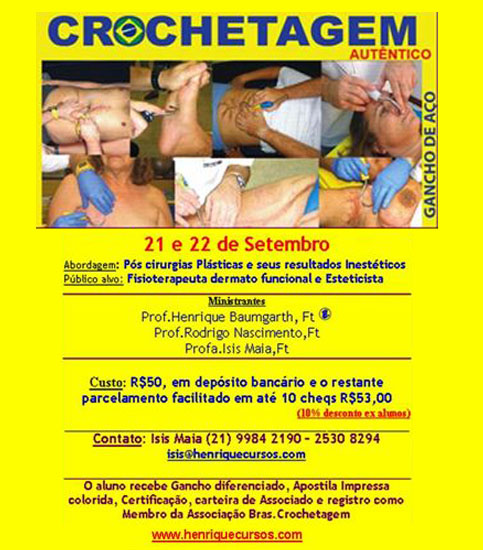 CROCHETAGEM
AUTÊNTICO
GANCHO DE AÇO
21 e 22 de Setembro
Abordagem: Pós cirurgias Plásticas e seus resultados Inestéticos
Público alvo: Fisioterapeuta dermato funcional e Esteticista
Ministrantes
Prof.Henrique Baumgarth, Ft
Prof.Rodrigo Nascimento,Ft
Profa.Isis Maia,Ft
Custo: R$50, em depósito bancário e o restante
parcelamento facilitado em até 10 cheqs R$53,00
(10% desconto ex alunos)
Contato: Isis Maia (21) 9984 2190 - 2530 8294
isis@henriquecursos.com
O aluno recebe Gancho diferenciado, Apostila Impressa
colorida, Certificação, carteira de Associado e registro como
Membro da Associação Bras.Crochetagem
www.henriquecursos.com